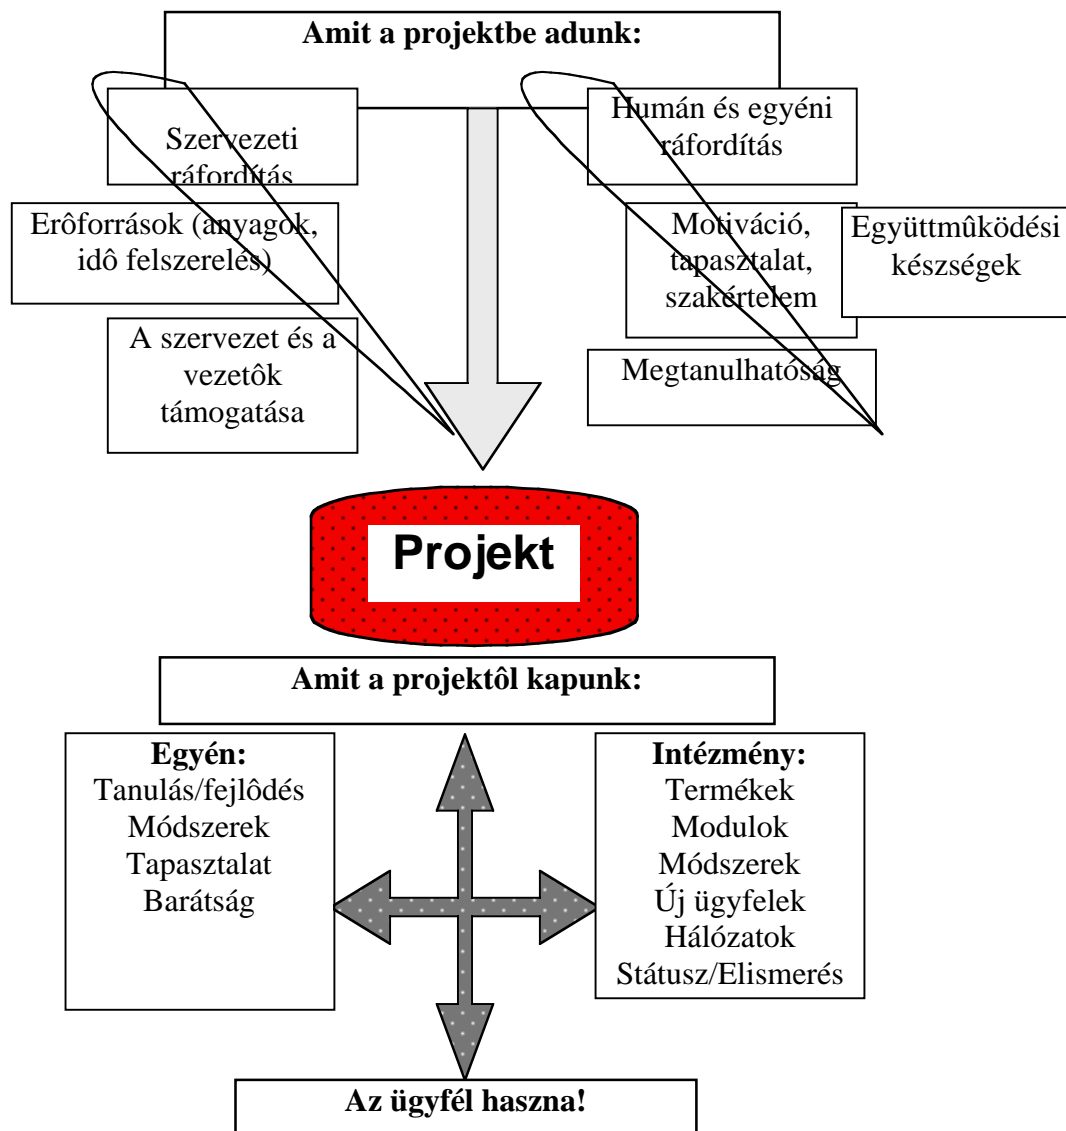 Amit a projektbe adunk:
Szervezeti
ráfordítás
Humán és egyéni
ráfordítás
Erôforrások (anyagok,
idô felszerelés)
Motiváció,
tapasztalat,
szakértelem
Együttmûködési
készségek
A szervezet és a
vezetôk
támogatása
Megtanulhatóság
Projekt
Amit a projektôl kapunk:
Egyén:
Tanulás/fejlôdés
Módszerek
Tapasztalat
Barátság
Intézmény:
Termékek
Modulok
Módszerek
Új ügyfelek
Hálózatok
Státusz/Elismerés
Az ügyfél haszna!